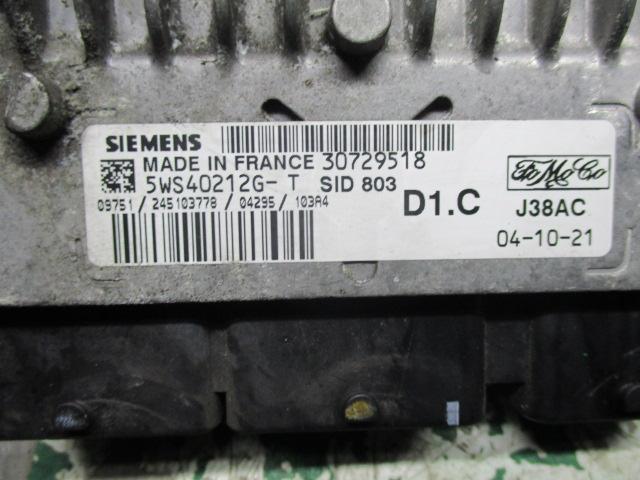 SIEMENS
MADE IN FRANCE 30729518
5WS40212G- T SID 803
09751/ 245103778 / 04295/ 103A4
D1.C
FoMoCo
J38AC
04-10-21